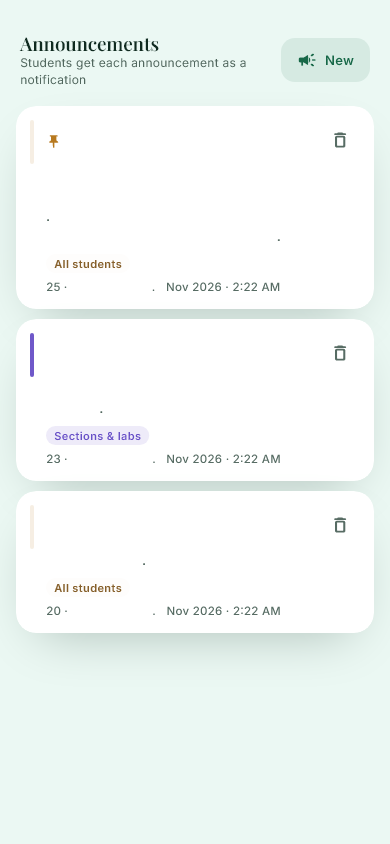 Announcements
Students get each announcement as a
notification
New
.
.
All students
25 · . Nov 2026 · 2:22 AM
.
Sections & labs
23 · . Nov 2026 · 2:22 AM
.
All students
20 · . Nov 2026 · 2:22 AM